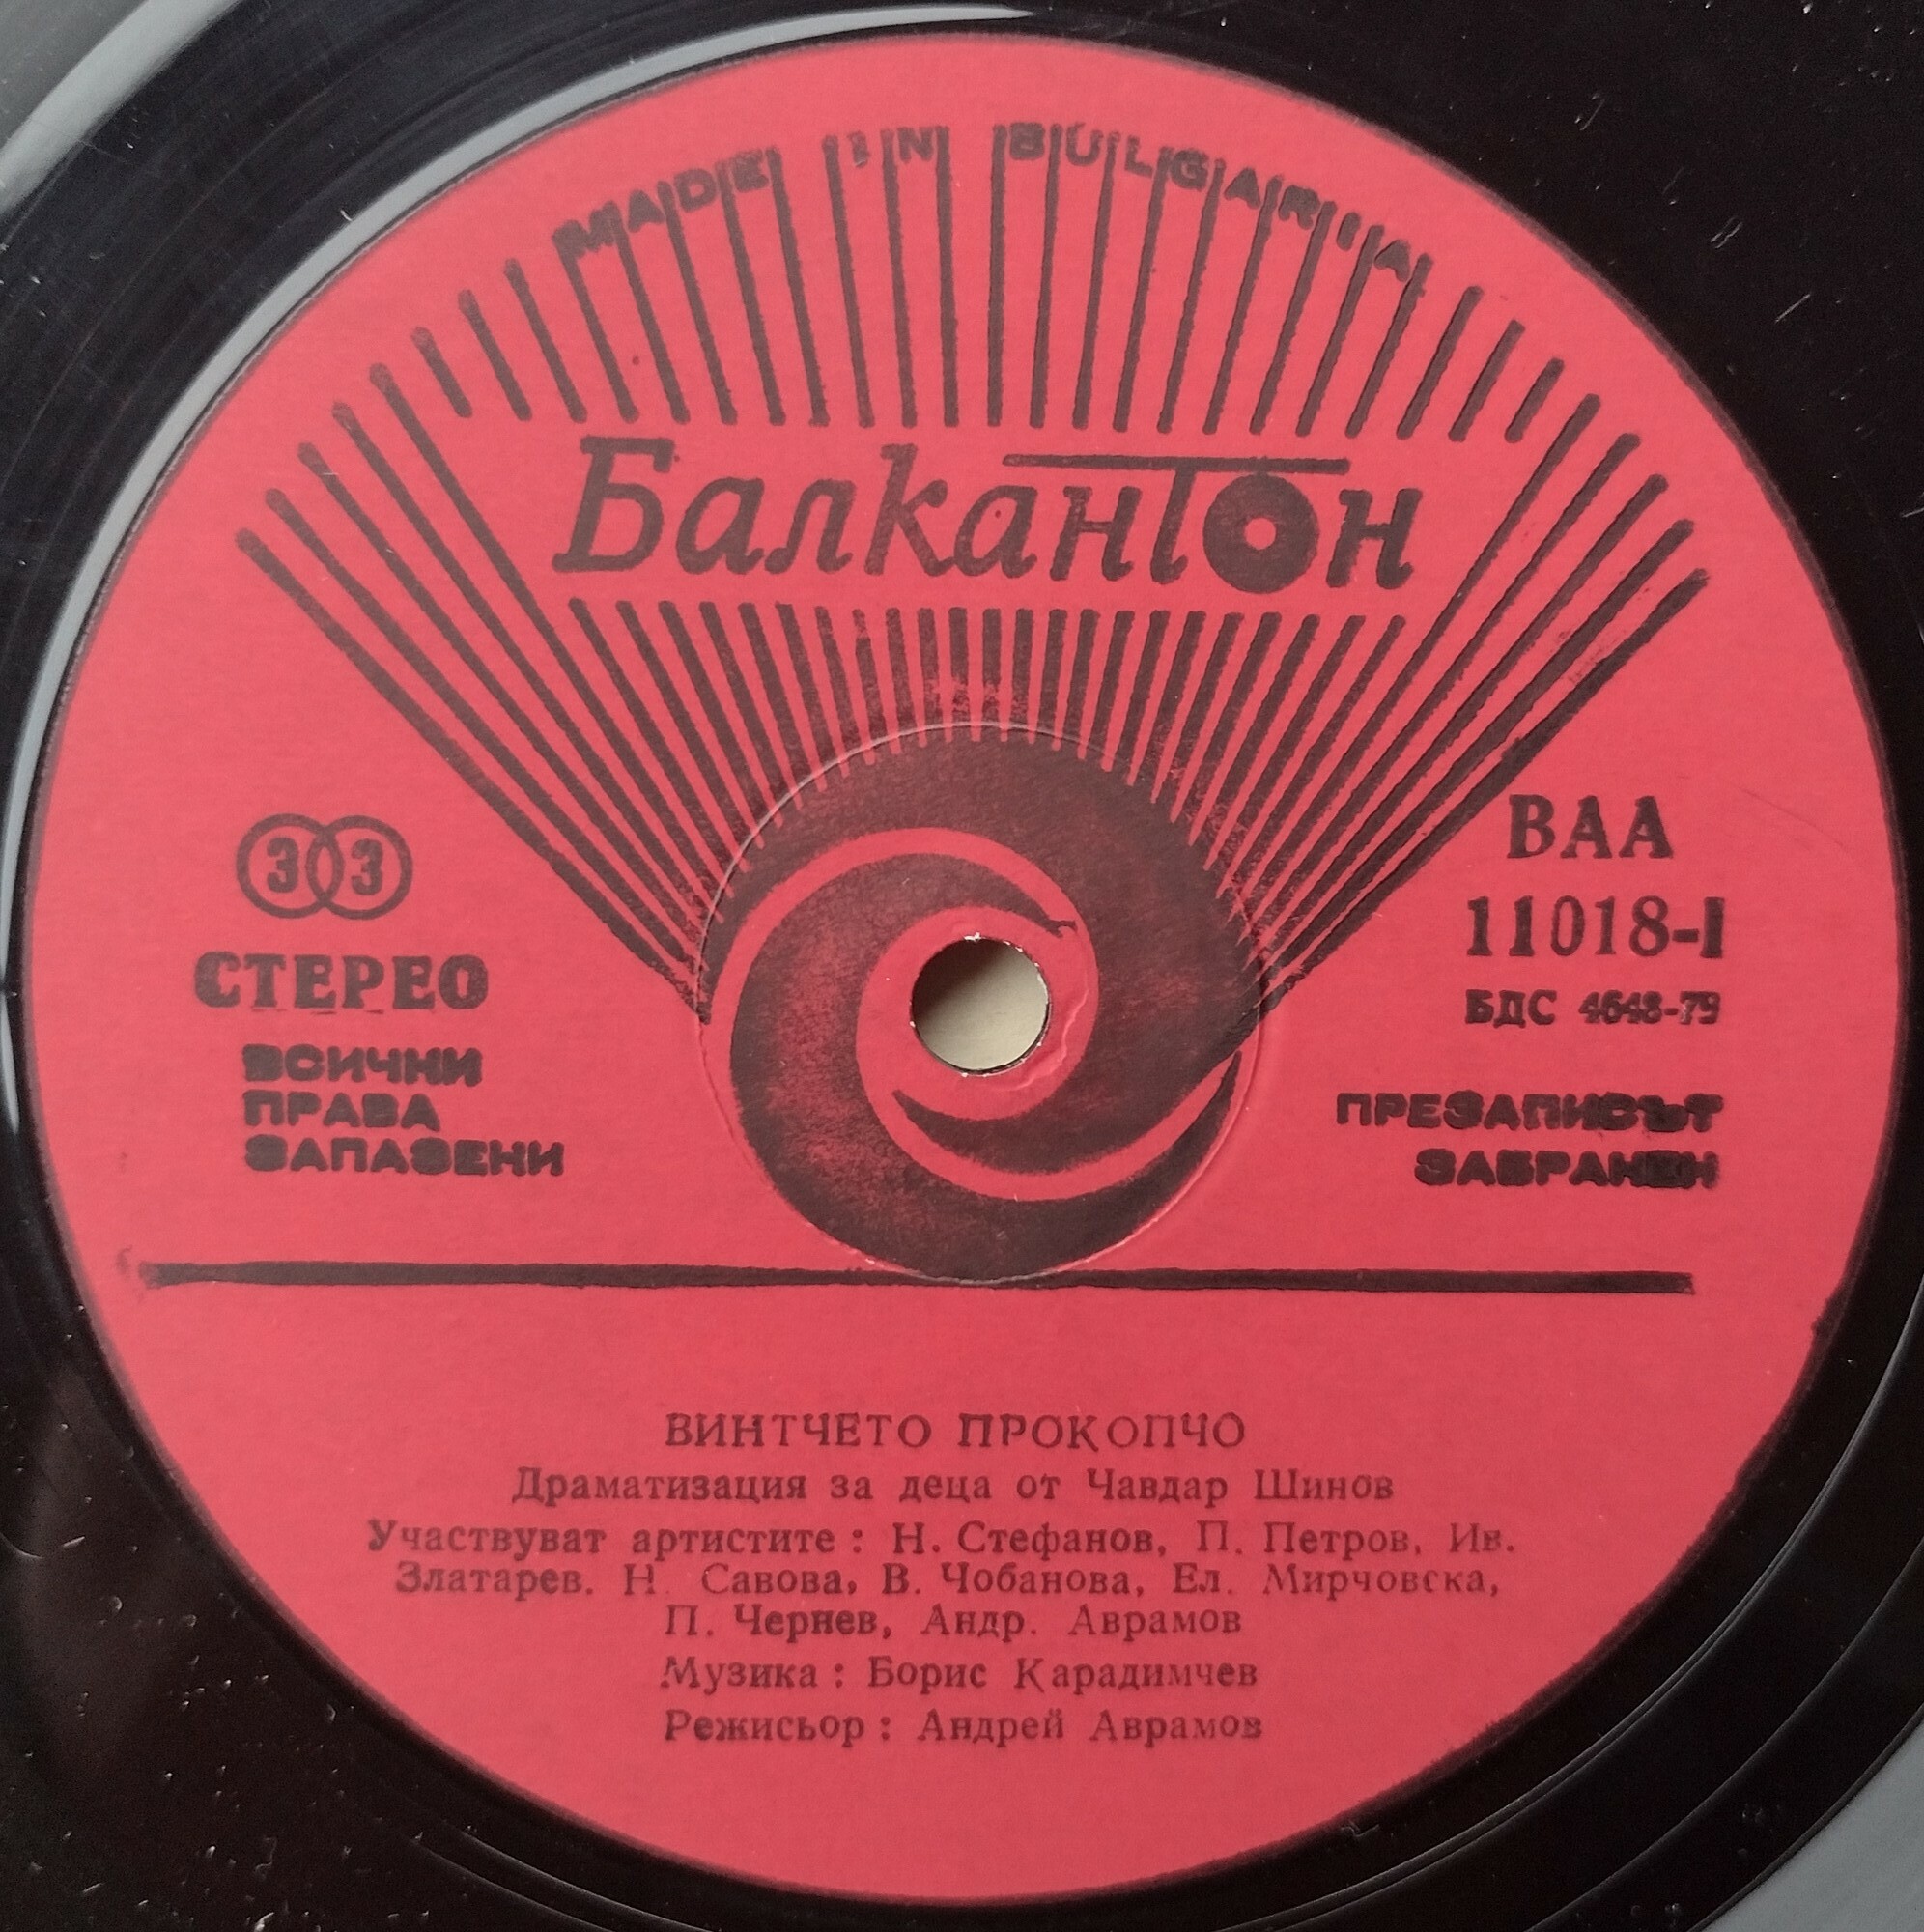 MADE IN BULGARIA
Балкантон
33
СТЕРЕО
ВСИЧКИ
ПРАВА
ЗАПАЗЕНИ
ВАА
11018-I
БДС 4648-79
ПРЕЗАПИСЪТ
ЗАБРАНЕН
ВИНТЧЕТО ПРОКОПЧО
Драматизация за деца от Чавдар Шинов
Участвуват артистите : Н. Стефанов, П. Петров, Ив.
Златарев. Н. Савова, В. Чобанова, Ел. Мирчовска,
П. Чернев, Андр. Аврамов
Музика : Борис Карадимчев
Режисьор : Андрей Аврамов